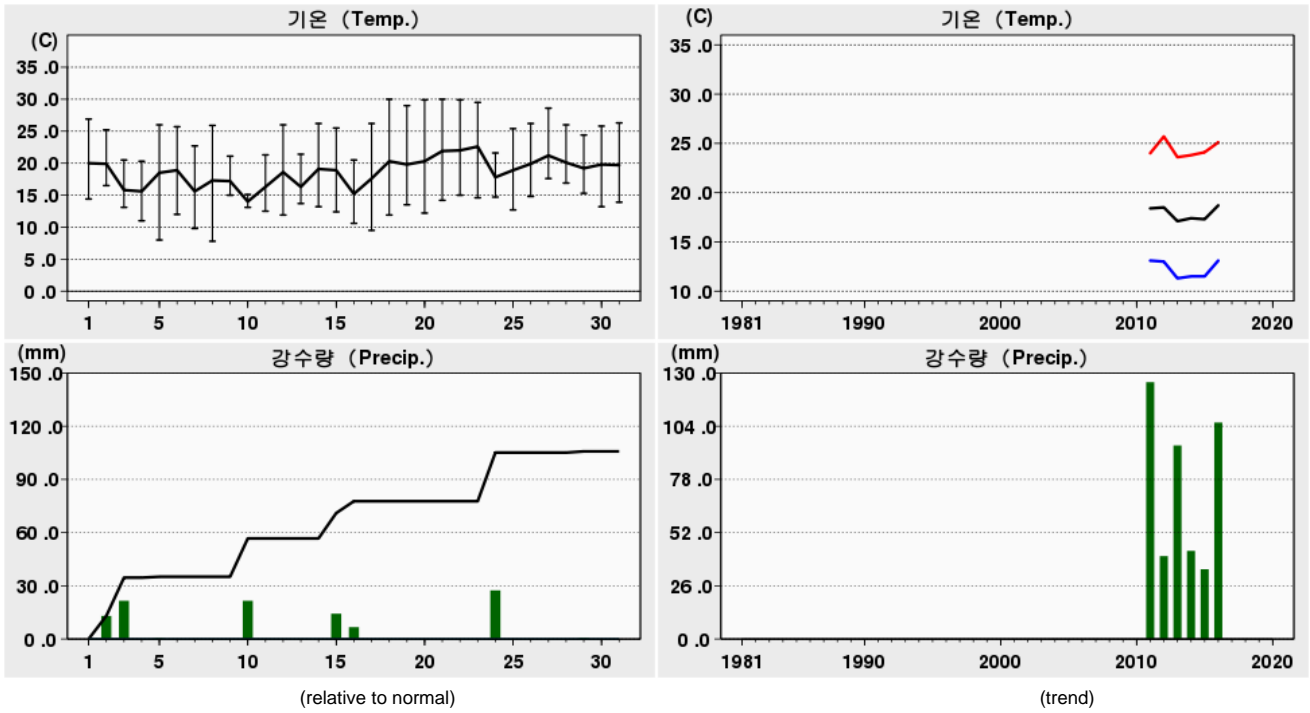 기온 (Temp.)
(C)
35 .0
30 .0
25 .0
20 .0
15 .0
10 .0
5 .0
0 .0
1 5 10 15 20 25 30
기온 (Temp.)
(C)
35 .0
30 .0
25 .0
20 .0
15 .0
10 .0
1981 1990 2000 2010 2020
강수량 (Precip.)
(mm)
150 .0
120 .0
90 .0
60 .0
30 .0
0 .0
1 5 10 15 20 25 30
(relative to normal)
강수량 (Precip.)
(mm)
130 .0
104 .0
78 .0
52 .0
26 .0
0 .0
1981 1990 2000 2010 2020
(trend)